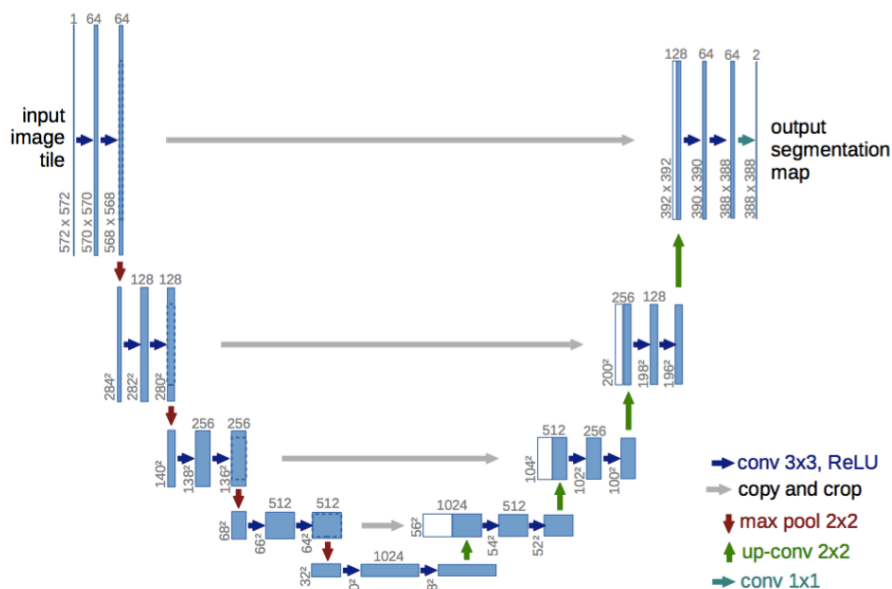 1 64 64
128 64 64 2
input
image
tile
output
segmentation
map
572 x 572
570 x 570
568 x 568
392 x 392
390 x 390
388 x 388
388 x 388
128 128
256 128
284²
282²
280²
200²
198²
196²
256 256
512 256
140²
138²
136²
104²
102²
100²
512 512
1024 512
68²
66²
64²
56²
54²
52²
1024
32²
conv 3x3, ReLU
copy and crop
max pool 2x2
up-conv 2x2
conv 1x1